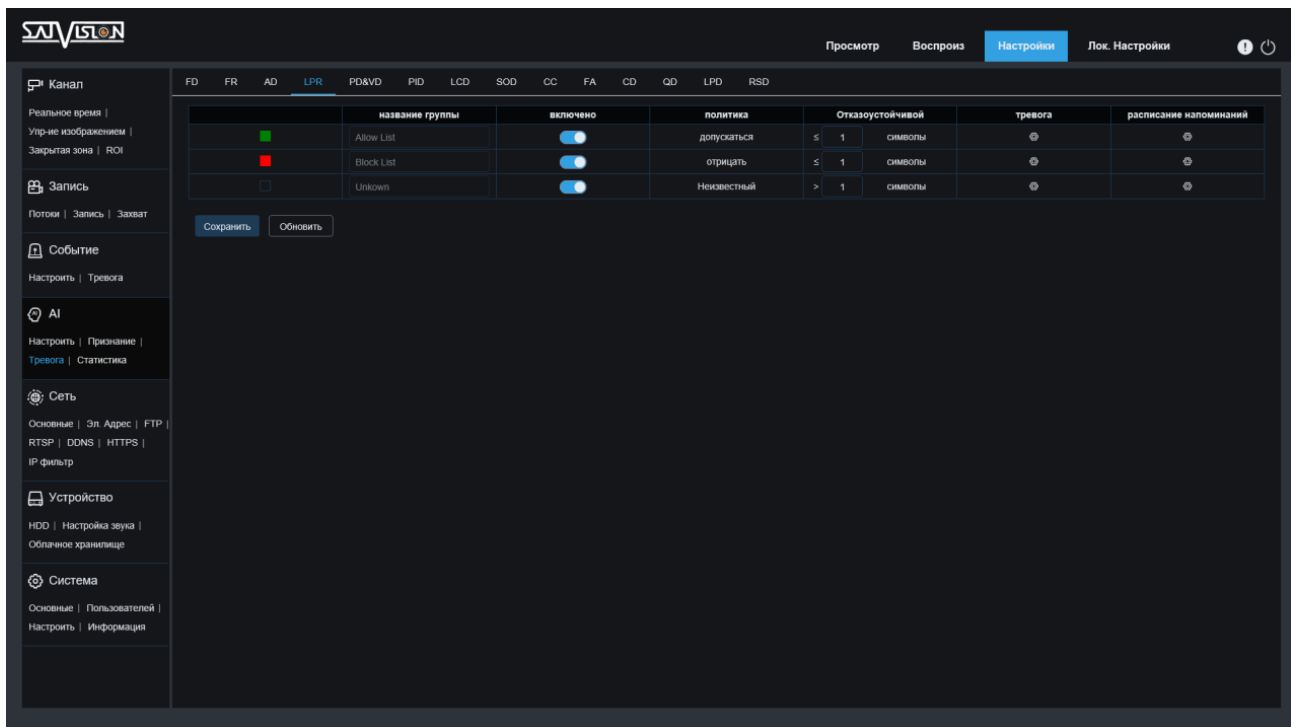 SATVISION
Просмотр Воспроиз Настройки Лок. Настройки
Канал
Реальное время |
Упр-ие изображением |
Закрытая зона | ROI
Запись
Потоки | Запись | Захват
Событие
Настроить | Тревога
AI
Настроить | Признание |
Тревога | Статистика
Сеть
Основные | Эл. Адрес | FTP |
RTSP | DDNS | HTTPS |
IP фильтр
Устройство
HDD | Настройка звука |
Облачное хранилище
Система
Основные | Пользователей |
Настроить | Информация
FD FR AD LPR PD&VD PID LCD SOD CC FA CD QD LPD RSD
название группы включено политика Отказоустойчивой тревога расписание напоминаний
Allow List допускаться ≤ 1 символы
Block List отрицать ≤ 1 символы
Unkown Неизвестный > 1 символы
Сохранить Обновить